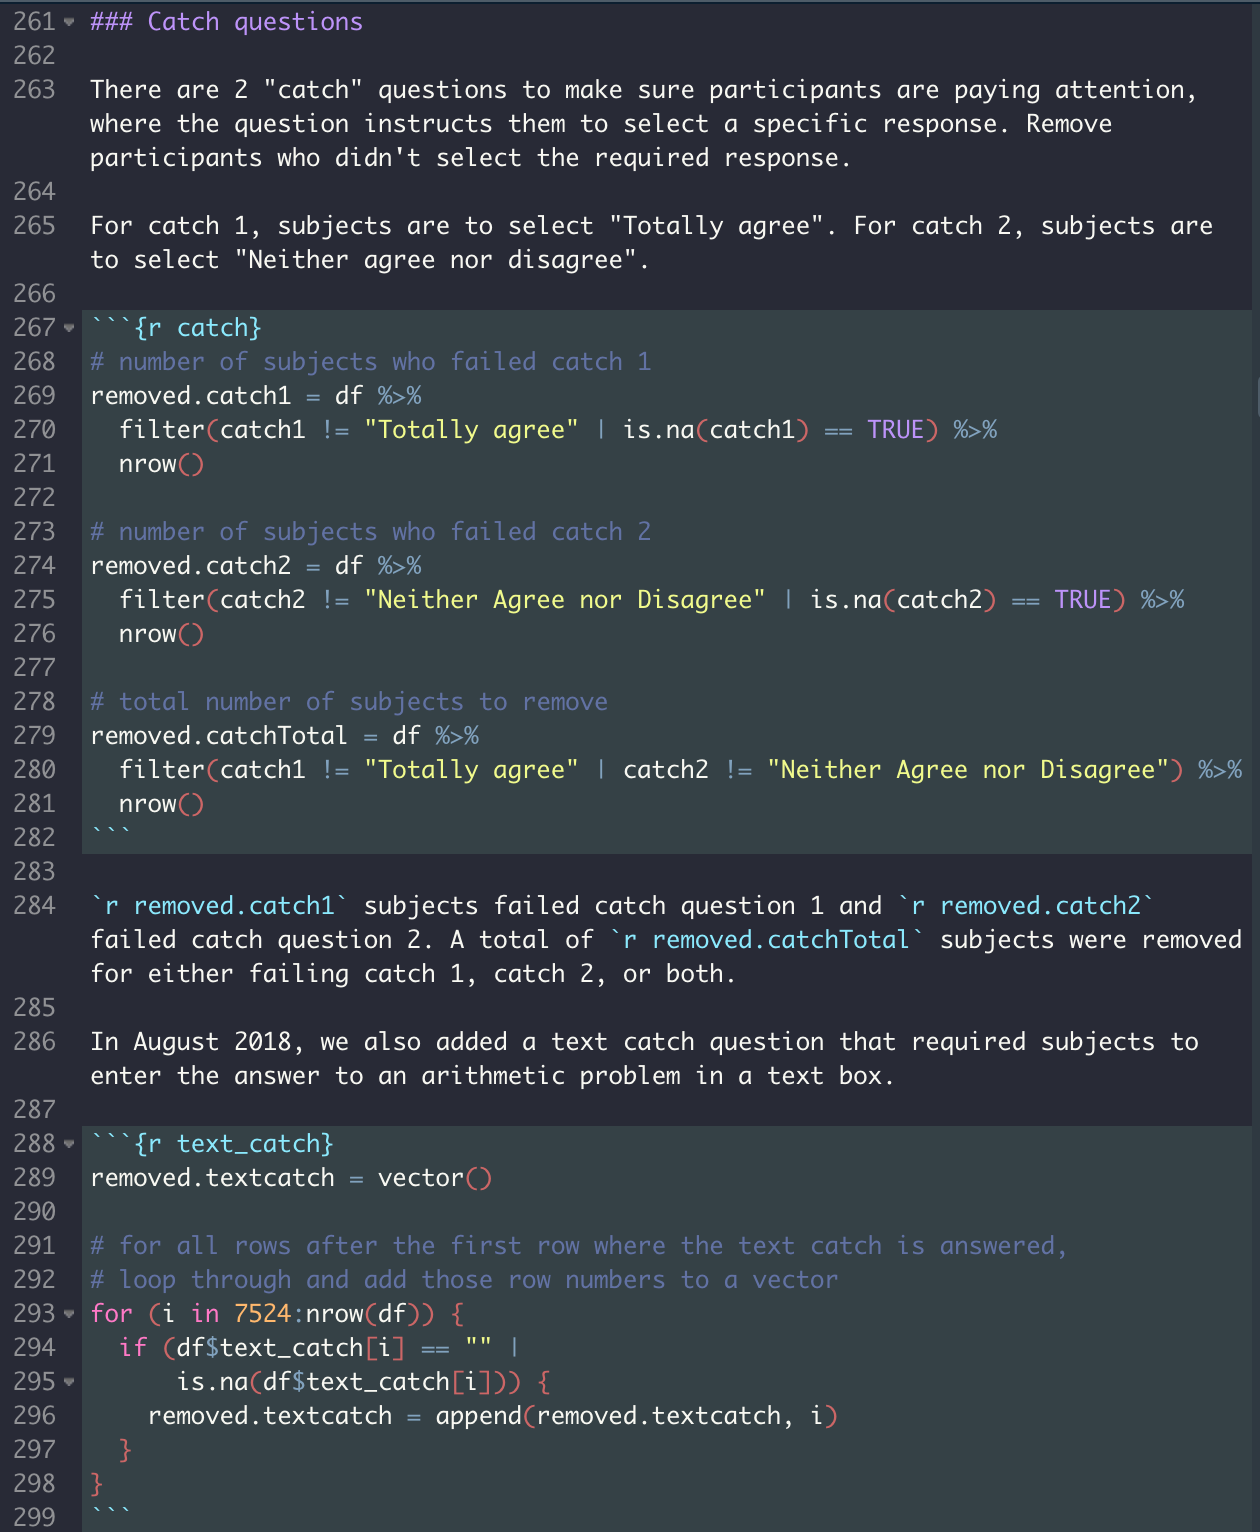 261 ### Catch questions
262
263 There are 2 "catch" questions to make sure participants are paying attention,
where the question instructs them to select a specific response. Remove
participants who didn't select the required response.
264
265 For catch 1, subjects are to select "Totally agree". For catch 2, subjects are
to select "Neither agree nor disagree".
266
267 ```{r catch}
268 # number of subjects who failed catch 1
269 removed.catch1 = df %>%
270   filter(catch1 != "Totally agree" | is.na(catch1) == TRUE) %>%
271   nrow()
272
273 # number of subjects who failed catch 2
274 removed.catch2 = df %>%
275   filter(catch2 != "Neither Agree nor Disagree" | is.na(catch2) == TRUE) %>%
276   nrow()
277
278 # total number of subjects to remove
279 removed.catchTotal = df %>%
280   filter(catch1 != "Totally agree" | catch2 != "Neither Agree nor Disagree") %>%
281   nrow()
282 ```
283
284 `r removed.catch1` subjects failed catch question 1 and `r removed.catch2`
failed catch question 2. A total of `r removed.catchTotal` subjects were removed
for either failing catch 1, catch 2, or both.
285
286 In August 2018, we also added a text catch question that required subjects to
enter the answer to an arithmetic problem in a text box.
287
288 ```{r text_catch}
289 removed.textcatch = vector()
290
291 # for all rows after the first row where the text catch is answered,
292 # loop through and add those row numbers to a vector
293 for (i in 7524:nrow(df)) {
294   if (df$text_catch[i] == "" |
295       is.na(df$text_catch[i])) {
296     removed.textcatch = append(removed.textcatch, i)
297   }
298 }
299 ```